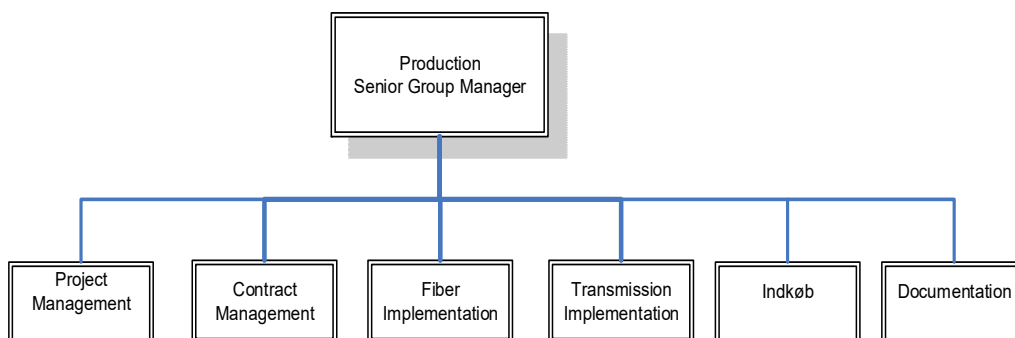 Production
Senior Group Manager
Project
Management
Contract
Management
Fiber
Implementation
Transmission
Implementation
Indkøb
Documentation